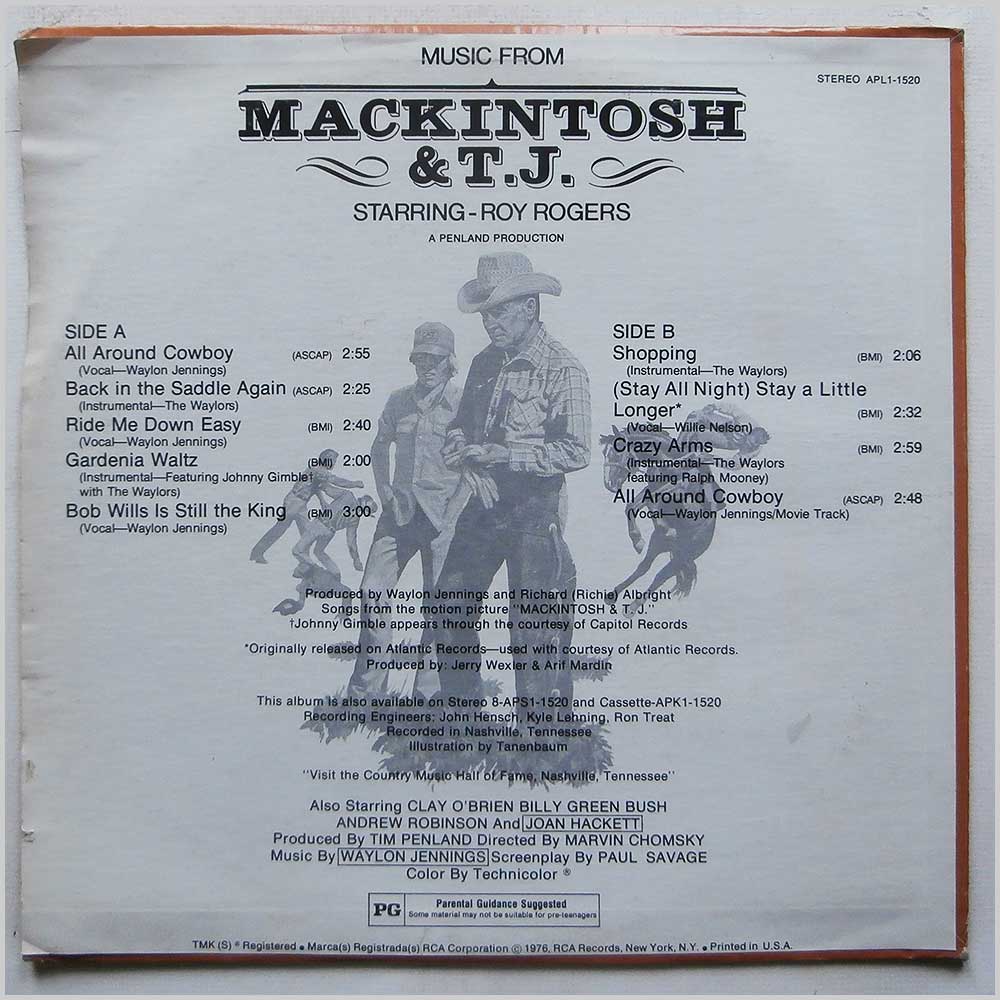 MUSIC FROM
STEREO APL1-1520
MACKINTOSH
& T.J.
STARRING-ROY ROGERS
A PENLAND PRODUCTION
SIDE A
All Around Cowboy (ASCAP) 2:55
(Vocal—Waylon Jennings)
Back in the Saddle Again (ASCAP) 2:25
(Instrumental—The Waylors)
Ride Me Down Easy (BMI) 2:40
(Vocal—Waylon Jennings)
Gardenia Waltz (BMI) 2:00
(Instrumental—Featuring Johnny Gimble†
with The Waylors)
Bob Wills Is Still the King (BMI) 3:00
(Vocal—Waylon Jennings)
SIDE B
Shopping (BMI) 2:06
(Instrumental—The Waylors)
(Stay All Night) Stay a Little
Longer* (BMI) 2:32
(Vocal—Willie Nelson)
Crazy Arms (BMI) 2:59
(Instrumental—The Waylors
featuring Ralph Mooney)
All Around Cowboy (ASCAP) 2:48
(Vocal—Waylon Jennings/Movie Track)
Produced by Waylon Jennings and Richard (Richie) Albright
Songs from the motion picture "MACKINTOSH & T. J."
†Johnny Gimble appears through the courtesy of Capitol Records
*Originally released on Atlantic Records—used with courtesy of Atlantic Records.
Produced by: Jerry Wexler & Arif Mardin
This album is also available on Stereo 8-APS1-1520 and Cassette-APK1-1520
Recording Engineers: John Hensch, Kyle Lehning, Ron Treat
Recorded in Nashville, Tennessee
Illustration by Tanenbaum
"Visit the Country Music Hall of Fame, Nashville, Tennessee"
Also Starring CLAY O'BRIEN BILLY GREEN BUSH
ANDREW ROBINSON And JOAN HACKETT
Produced By TIM PENLAND Directed By MARVIN CHOMSKY
Music By WAYLON JENNINGS Screenplay By PAUL SAVAGE
Color By Technicolor ®
PG Parental Guidance Suggested
Some material may not be suitable for pre-teenagers
TMK (S) ® Registered • Marca(s) Registrada(s) RCA Corporation © 1976, RCA Records, New York, N.Y. • Printed in U.S.A.